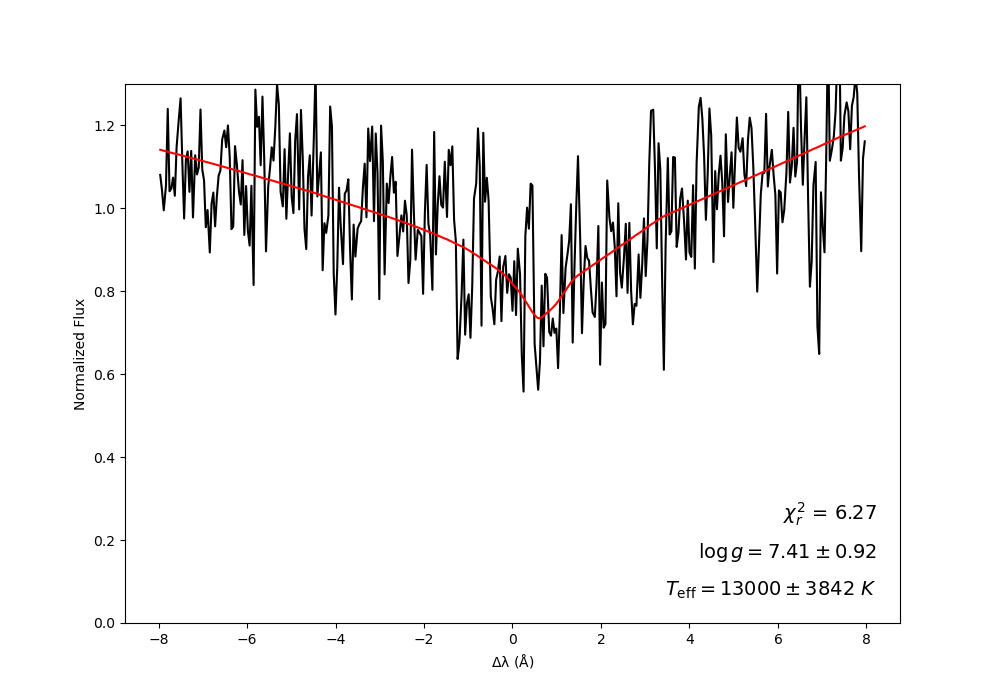 1.2
1.0
0.8
0.6
0.4
0.2
0.0
Normalized Flux
χ²ᵣ = 6.27
log g = 7.41 ± 0.92
T_eff = 13000 ± 3842 K
−8 −6 −4 −2 0 2 4 6 8
Δλ (Å)